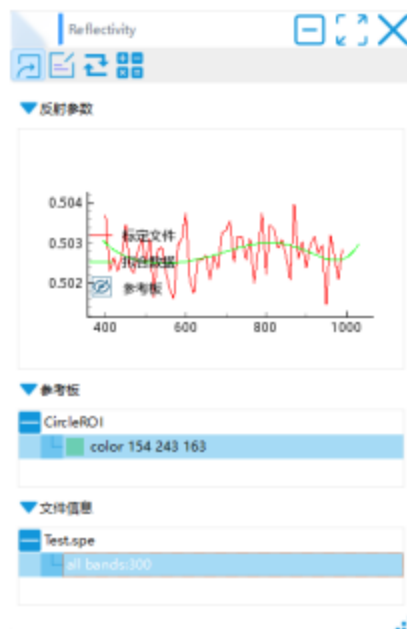 Reflectivity
反射参数
0.504
0.503
0.502
标定文件
拟合数据
参考板
400 600 800 1000
参考板
CircleROI
color 154 243 163
文件信息
Test.spe
all bands:300